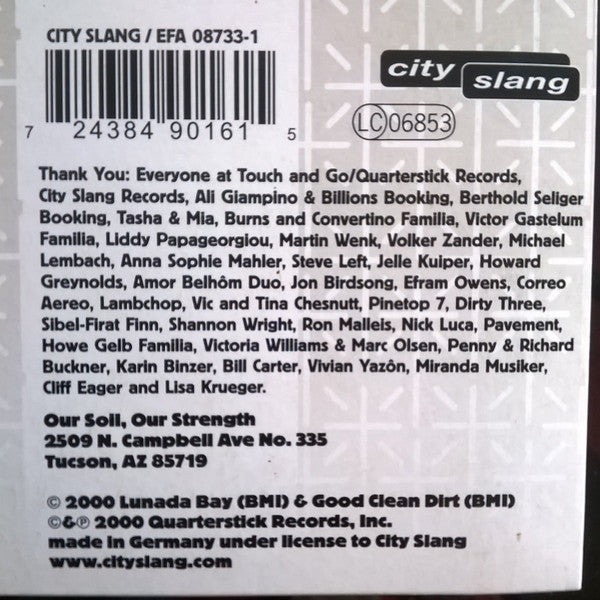 CITY SLANG / EFA 08733-1
city slang
7 24384 90161 5
LC 06853
Thank You: Everyone at Touch and Go/Quarterstick Records,
City Slang Records, Ali Giampino & Billions Booking, Berthold Seliger
Booking, Tasha & Mia, Burns and Convertino Familia, Victor Gastelum
Familia, Liddy Papageorgiou, Martin Wenk, Volker Zander, Michael
Lembach, Anna Sophie Mahler, Steve Left, Jelle Kuiper, Howard
Greynolds, Amor Belhôm Duo, Jon Birdsong, Efram Owens, Correo
Aereo, Lambchop, Vic and Tina Chesnutt, Pinetop 7, Dirty Three,
Sibel-Firat Finn, Shannon Wright, Ron Malleis, Nick Luca, Pavement,
Howe Gelb Familia, Victoria Williams & Marc Olsen, Penny & Richard
Buckner, Karin Binzer, Bill Carter, Vivian Yazôn, Miranda Musiker,
Cliff Eager and Lisa Krueger.
Our Soil, Our Strength
2509 N. Campbell Ave No. 335
Tucson, AZ 85719
© 2000 Lunada Bay (BMI) & Good Clean Dirt (BMI)
©&℗ 2000 Quarterstick Records, Inc.
made in Germany under license to City Slang
www.cityslang.com